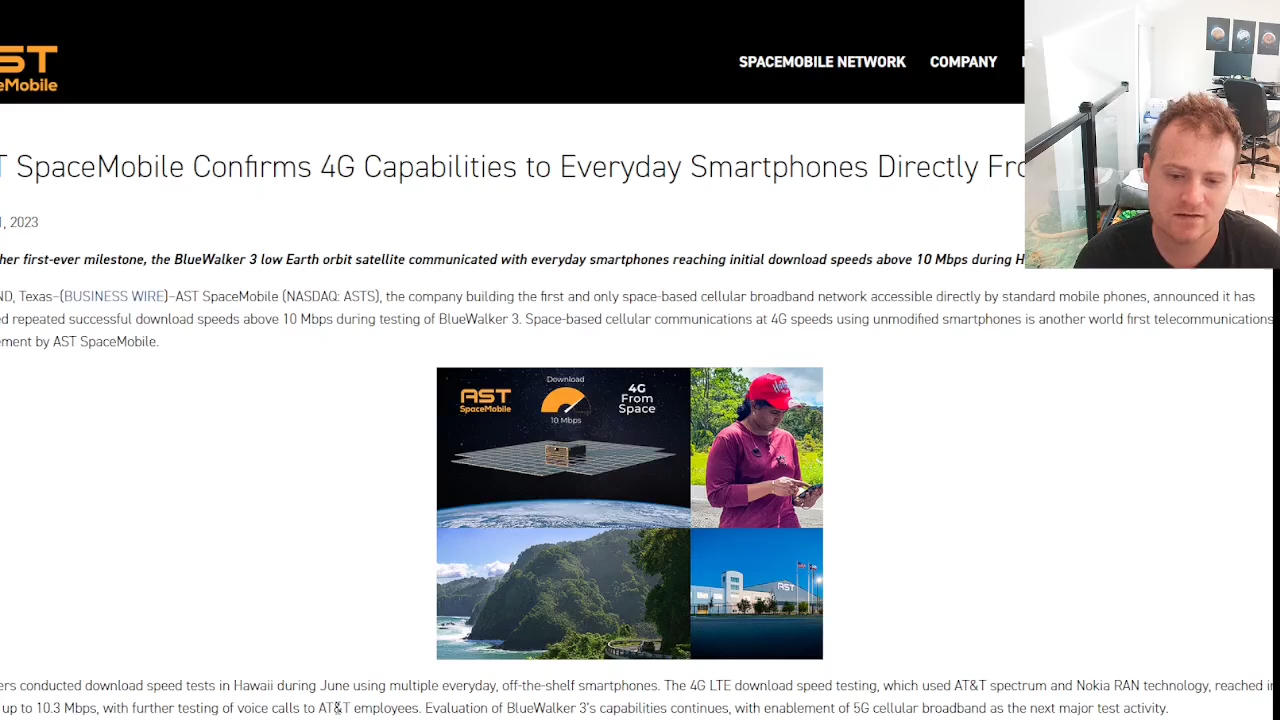 ST
eMobile
SPACEMOBILE NETWORK COMPANY
T SpaceMobile Confirms 4G Capabilities to Everyday Smartphones Directly Fro
, 2023
her first-ever milestone, the BlueWalker 3 low Earth orbit satellite communicated with everyday smartphones reaching initial download speeds above 10 Mbps during H
ND, Texas–(BUSINESS WIRE)–AST SpaceMobile (NASDAQ: ASTS), the company building the first and only space-based cellular broadband network accessible directly by standard mobile phones, announced it has
ed repeated successful download speeds above 10 Mbps during testing of BlueWalker 3. Space-based cellular communications at 4G speeds using unmodified smartphones is another world first telecommunications
ement by AST SpaceMobile.
AST
SpaceMobile
Download
10 Mbps
4G
From
Space
AST
ers conducted download speed tests in Hawaii during June using multiple everyday, off-the-shelf smartphones. The 4G LTE download speed testing, which used AT&T spectrum and Nokia RAN technology, reached in
up to 10.3 Mbps, with further testing of voice calls to AT&T employees. Evaluation of BlueWalker 3's capabilities continues, with enablement of 5G cellular broadband as the next major test activity.